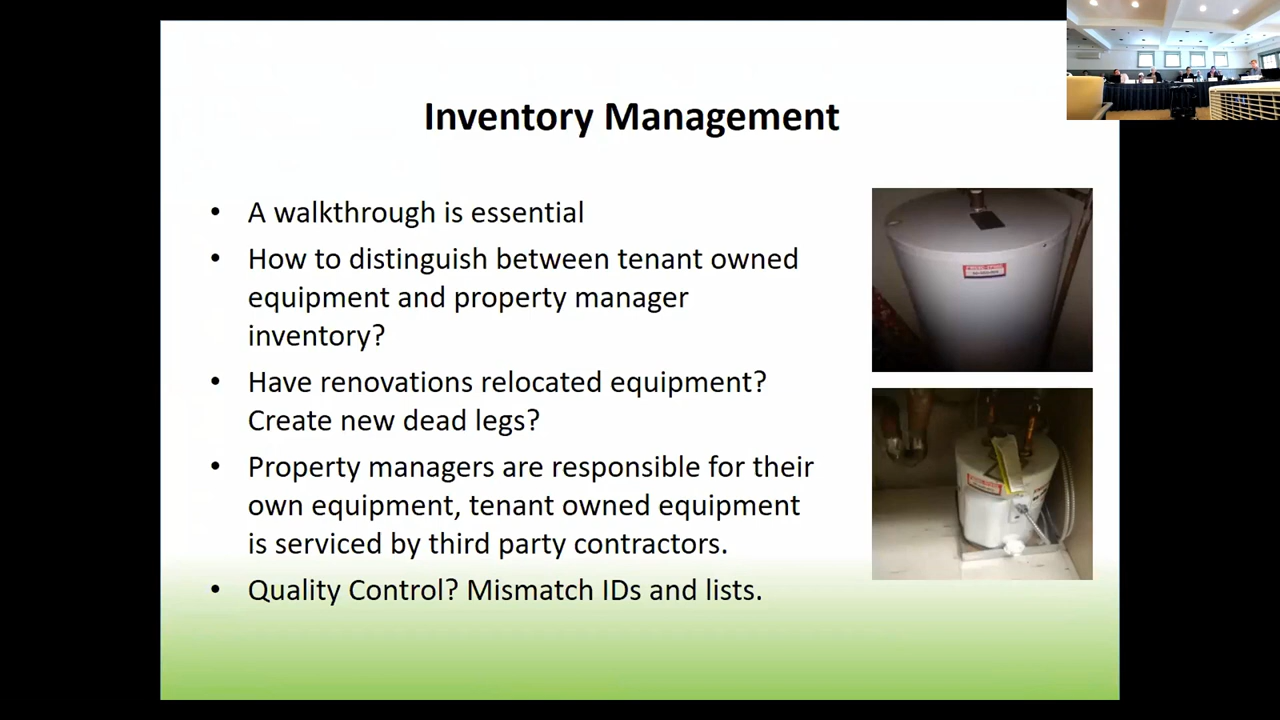 Inventory Management
• A walkthrough is essential
• How to distinguish between tenant owned
equipment and property manager
inventory?
• Have renovations relocated equipment?
Create new dead legs?
• Property managers are responsible for their
own equipment, tenant owned equipment
is serviced by third party contractors.
• Quality Control? Mismatch IDs and lists.